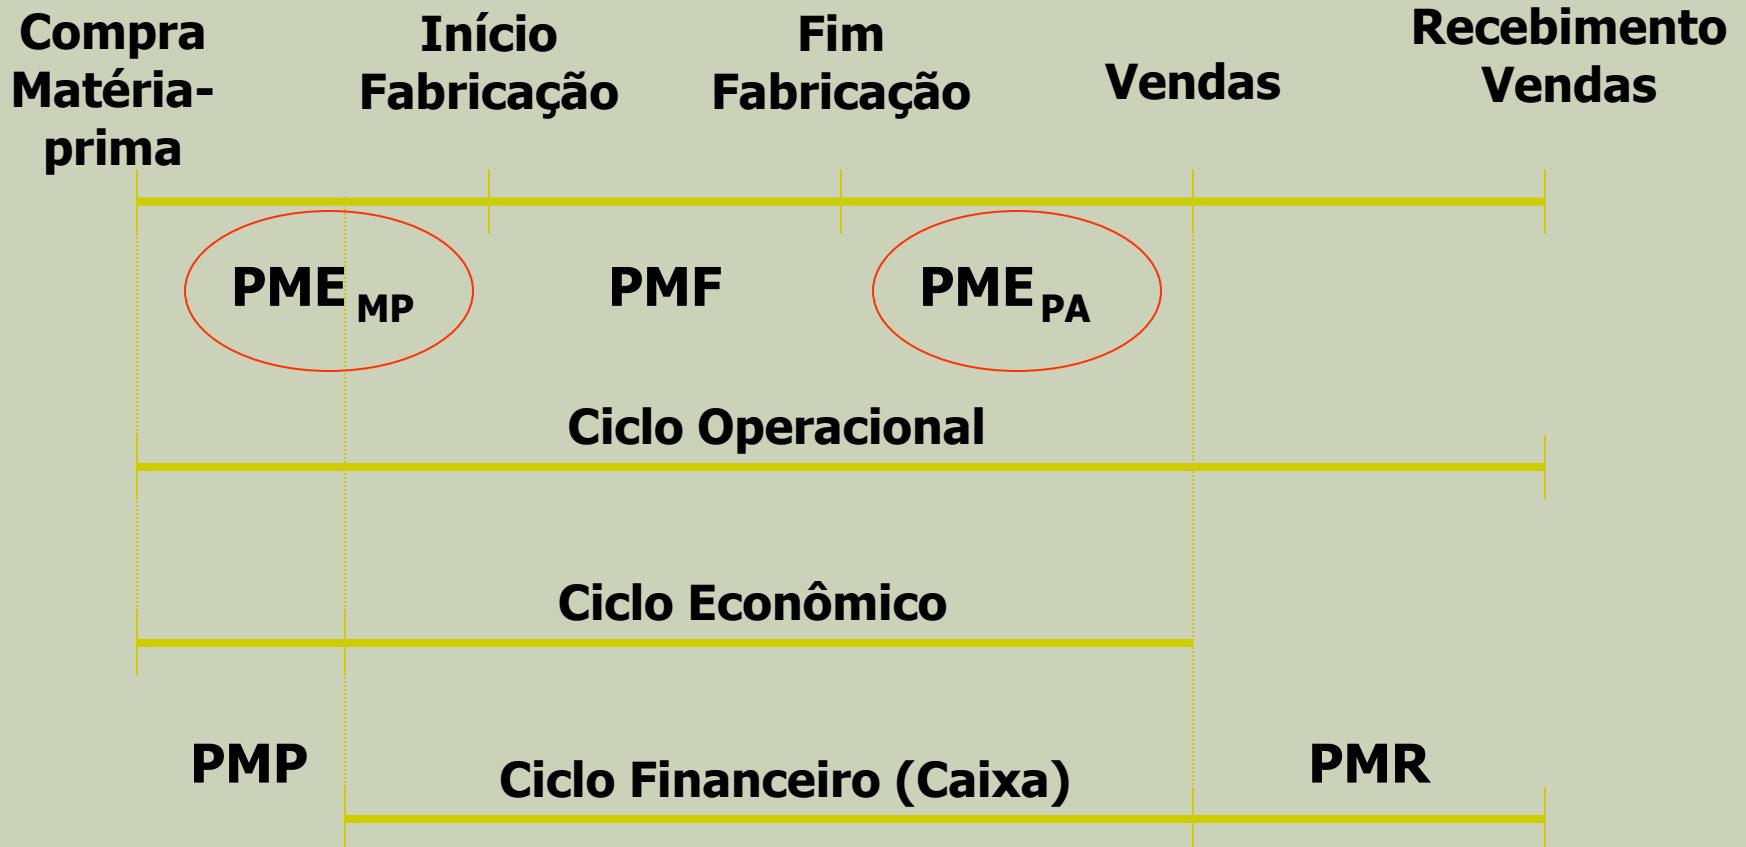 Compra
Matéria-
prima
Início
Fabricação
Fim
Fabricação
Vendas
Recebimento
Vendas
PME MP
PMF
PME PA
Ciclo Operacional
Ciclo Econômico
PMP
Ciclo Financeiro (Caixa)
PMR